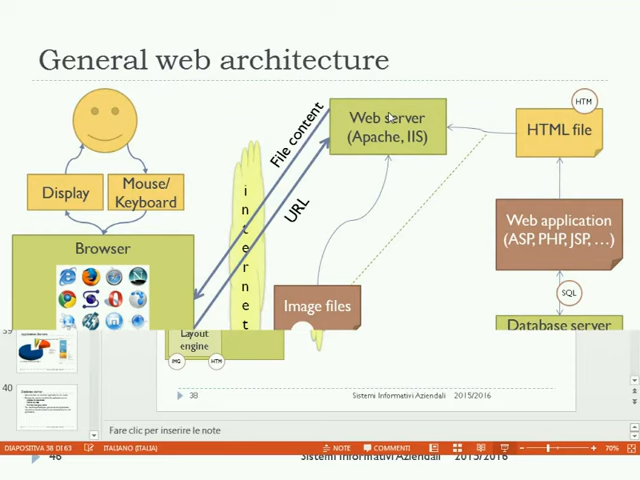 General web architecture
File content
Web server
(Apache, IIS)
HTM
HTML file
Display
Mouse/
Keyboard
internet
URL
Web application
(ASP, PHP, JSP, ...)
Browser
SQL
Image files
Database server
Layout
engine
IMG
HTM
39
40
38
Sistemi Informativi Aziendali 2015/2016
Fare clic per inserire le note
DIAPOSITIVA 38 DI 63
ITALIANO (ITALIA)
NOTE
COMMENTI
70%
48
Sistemi Informativi Aziendali 2015/2016